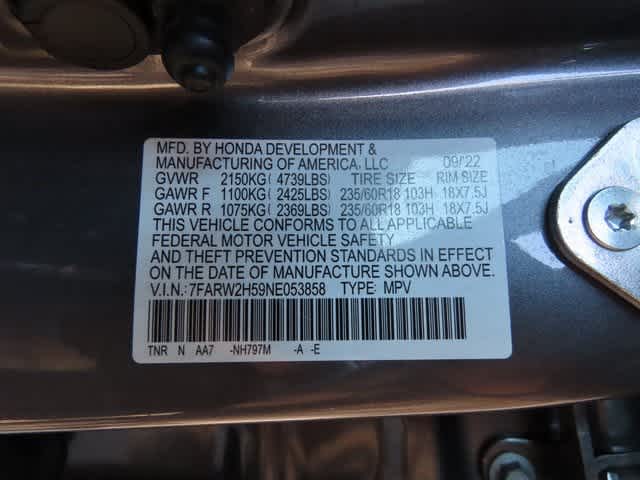 MFD. BY HONDA DEVELOPMENT &
MANUFACTURING OF AMERICA, LLC 09/22
GVWR 2150KG( 4739LBS) TIRE SIZE RIM SIZE
GAWR F 1100KG( 2425LBS) 235/60R18 103H 18X7.5J
GAWR R 1075KG( 2369LBS) 235/60R18 103H 18X7.5J
THIS VEHICLE CONFORMS TO ALL APPLICABLE
FEDERAL MOTOR VEHICLE SAFETY
AND THEFT PREVENTION STANDARDS IN EFFECT
ON THE DATE OF MANUFACTURE SHOWN ABOVE.
V.I.N.:7FARW2H59NE053858 TYPE: MPV
TNR N AA7 -NH797M -A -E